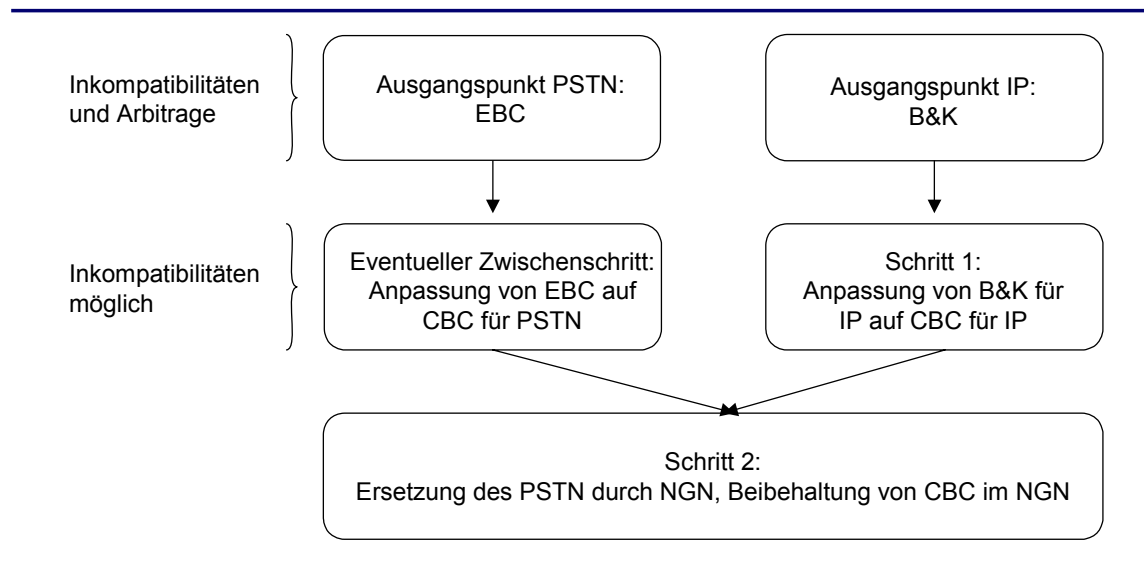 Inkompatibilitäten
und Arbitrage
Ausgangspunkt PSTN:
EBC
Ausgangspunkt IP:
B&K
Inkompatibilitäten
möglich
Eventueller Zwischenschritt:
Anpassung von EBC auf
CBC für PSTN
Schritt 1:
Anpassung von B&K für
IP auf CBC für IP
Schritt 2:
Ersetzung des PSTN durch NGN, Beibehaltung von CBC im NGN